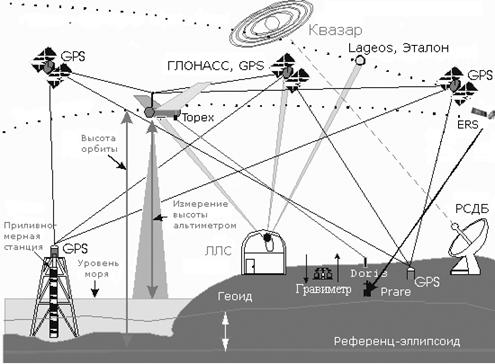 Квазар
GPS
ГЛОНАСС, GPS
Lageos, Эталон
GPS
Topex
ERS
Высота
орбиты
Измерение
высоты
альтиметром
РСДБ
Приливно-
мерная
станция
GPS
Уровень
моря
ЛЛС
Doris
GPS
Гравиметр
Prare
Геоид
Референц-эллипсоид